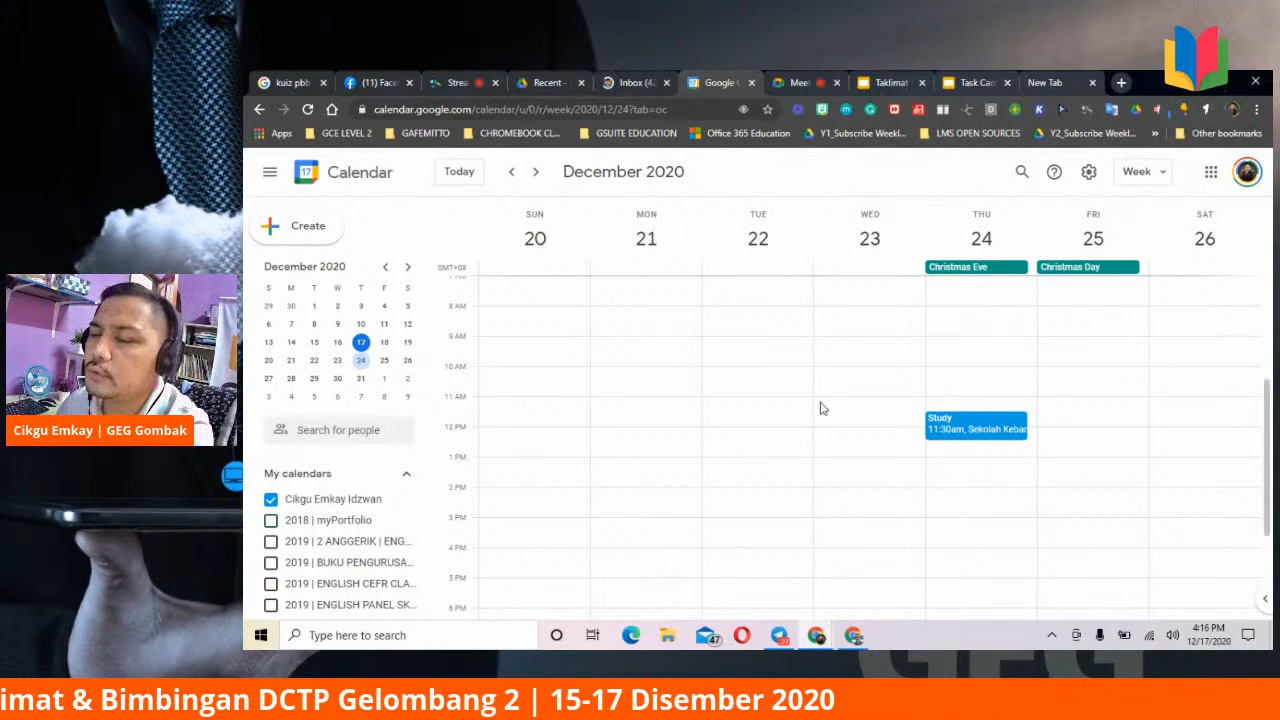 kuiz pbb
(11) Face
Strea
Recent -
Inbox (4
Google C
Meet
Taklimat
Task Car
New Tab
calendar.google.com/calendar/u/0/r/week/2020/12/24?tab=oc
Apps
GCE LEVEL 2
GAFEMITTO
CHROMEBOOK CL...
GSUITE EDUCATION
Office 365 Education
Y1_Subscribe Weekl...
LMS OPEN SOURCES
Y2_Subscribe Weekl...
»
Other bookmarks
17 Calendar
Today
December 2020
Week
Create
SUN MON TUE WED THU FRI SAT
20 21 22 23 24 25 26
GMT+08
Christmas Eve
Christmas Day
December 2020
S M T W T F S
29 30 1 2 3 4 5
6 7 8 9 10 11 12
13 14 15 16 17 18 19
20 21 22 23 24 25 26
27 28 29 30 31 1 2
3 4 5 6 7 8 9
8 AM
9 AM
10 AM
11 AM
12 PM
1 PM
2 PM
3 PM
4 PM
5 PM
6 PM
Study
11:30am, Sekolah Kebar
Search for people
My calendars
Cikgu Emkay Idzwan
2018 | myPortfolio
2019 | 2 ANGGERIK | ENG...
2019 | BUKU PENGURUSA...
2019 | ENGLISH CEFR CLA...
2019 | ENGLISH PANEL SK...
Cikgu Emkay | GEG Gombak
Type here to search
47
4:16 PM
12/17/2020
GEG
imat & Bimbingan DCTP Gelombang 2 | 15-17 Disember 2020